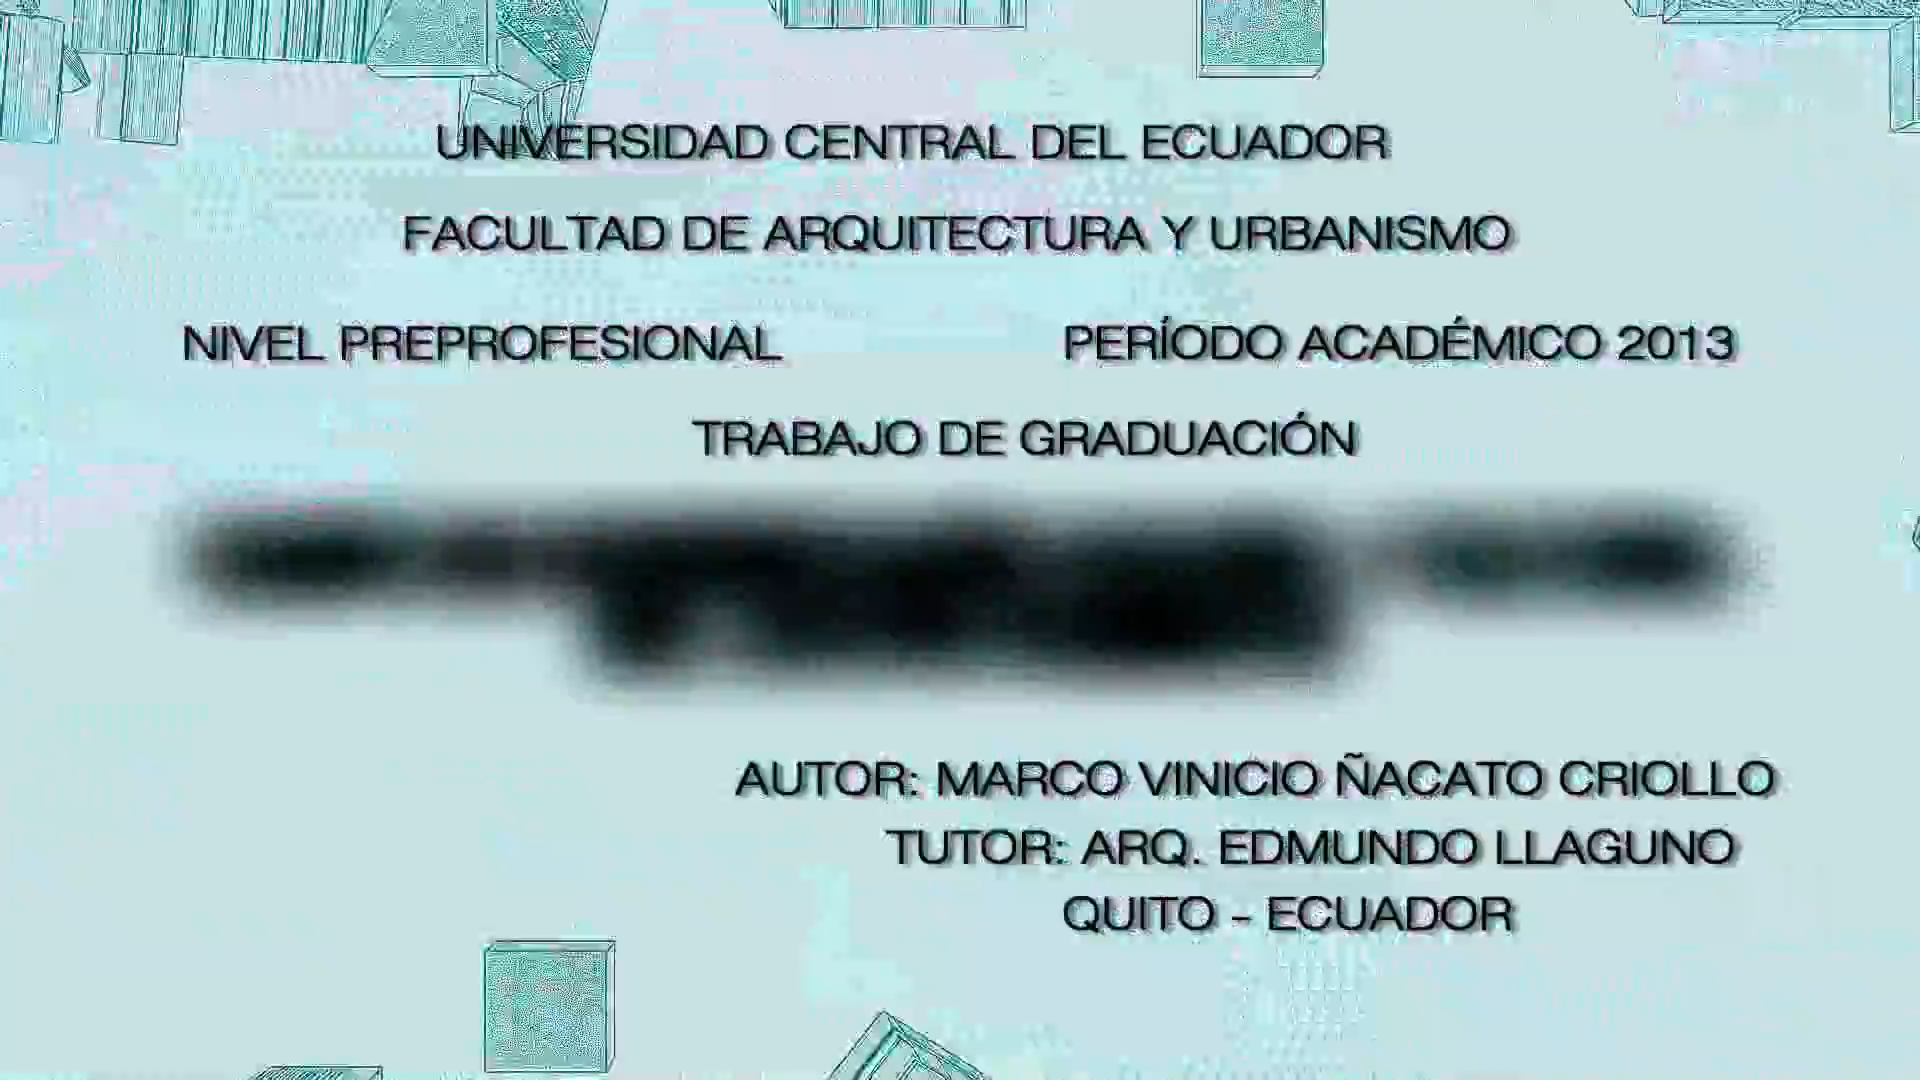 UNIVERSIDAD CENTRAL DEL ECUADOR
FACULTAD DE ARQUITECTURA Y URBANISMO
NIVEL PREPROFESIONAL PERÍODO ACADÉMICO 2013
TRABAJO DE GRADUACIÓN
AUTOR: MARCO VINICIO ÑACATO CRIOLLO
TUTOR: ARQ. EDMUNDO LLAGUNO
QUITO - ECUADOR